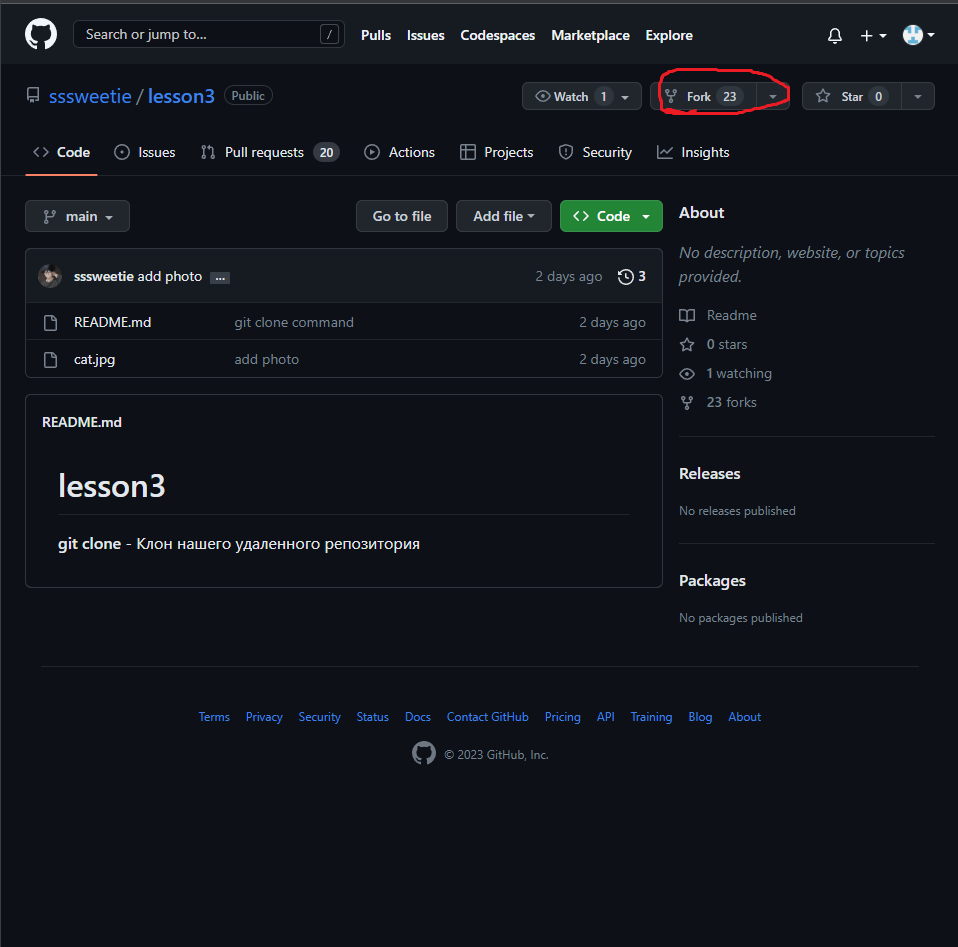 Search or jump to... / Pulls Issues Codespaces Marketplace Explore
sssweetie / lesson3 Public Watch 1 Fork 23 Star 0
Code Issues Pull requests 20 Actions Projects Security Insights
main Go to file Add file Code
sssweetie add photo ... 2 days ago 3
README.md git clone command 2 days ago
cat.jpg add photo 2 days ago
README.md
lesson3
git clone - Клон нашего удаленного репозитория
About
No description, website, or topics
provided.
Readme
0 stars
1 watching
23 forks
Releases
No releases published
Packages
No packages published
Terms Privacy Security Status Docs Contact GitHub Pricing API Training Blog About
© 2023 GitHub, Inc.